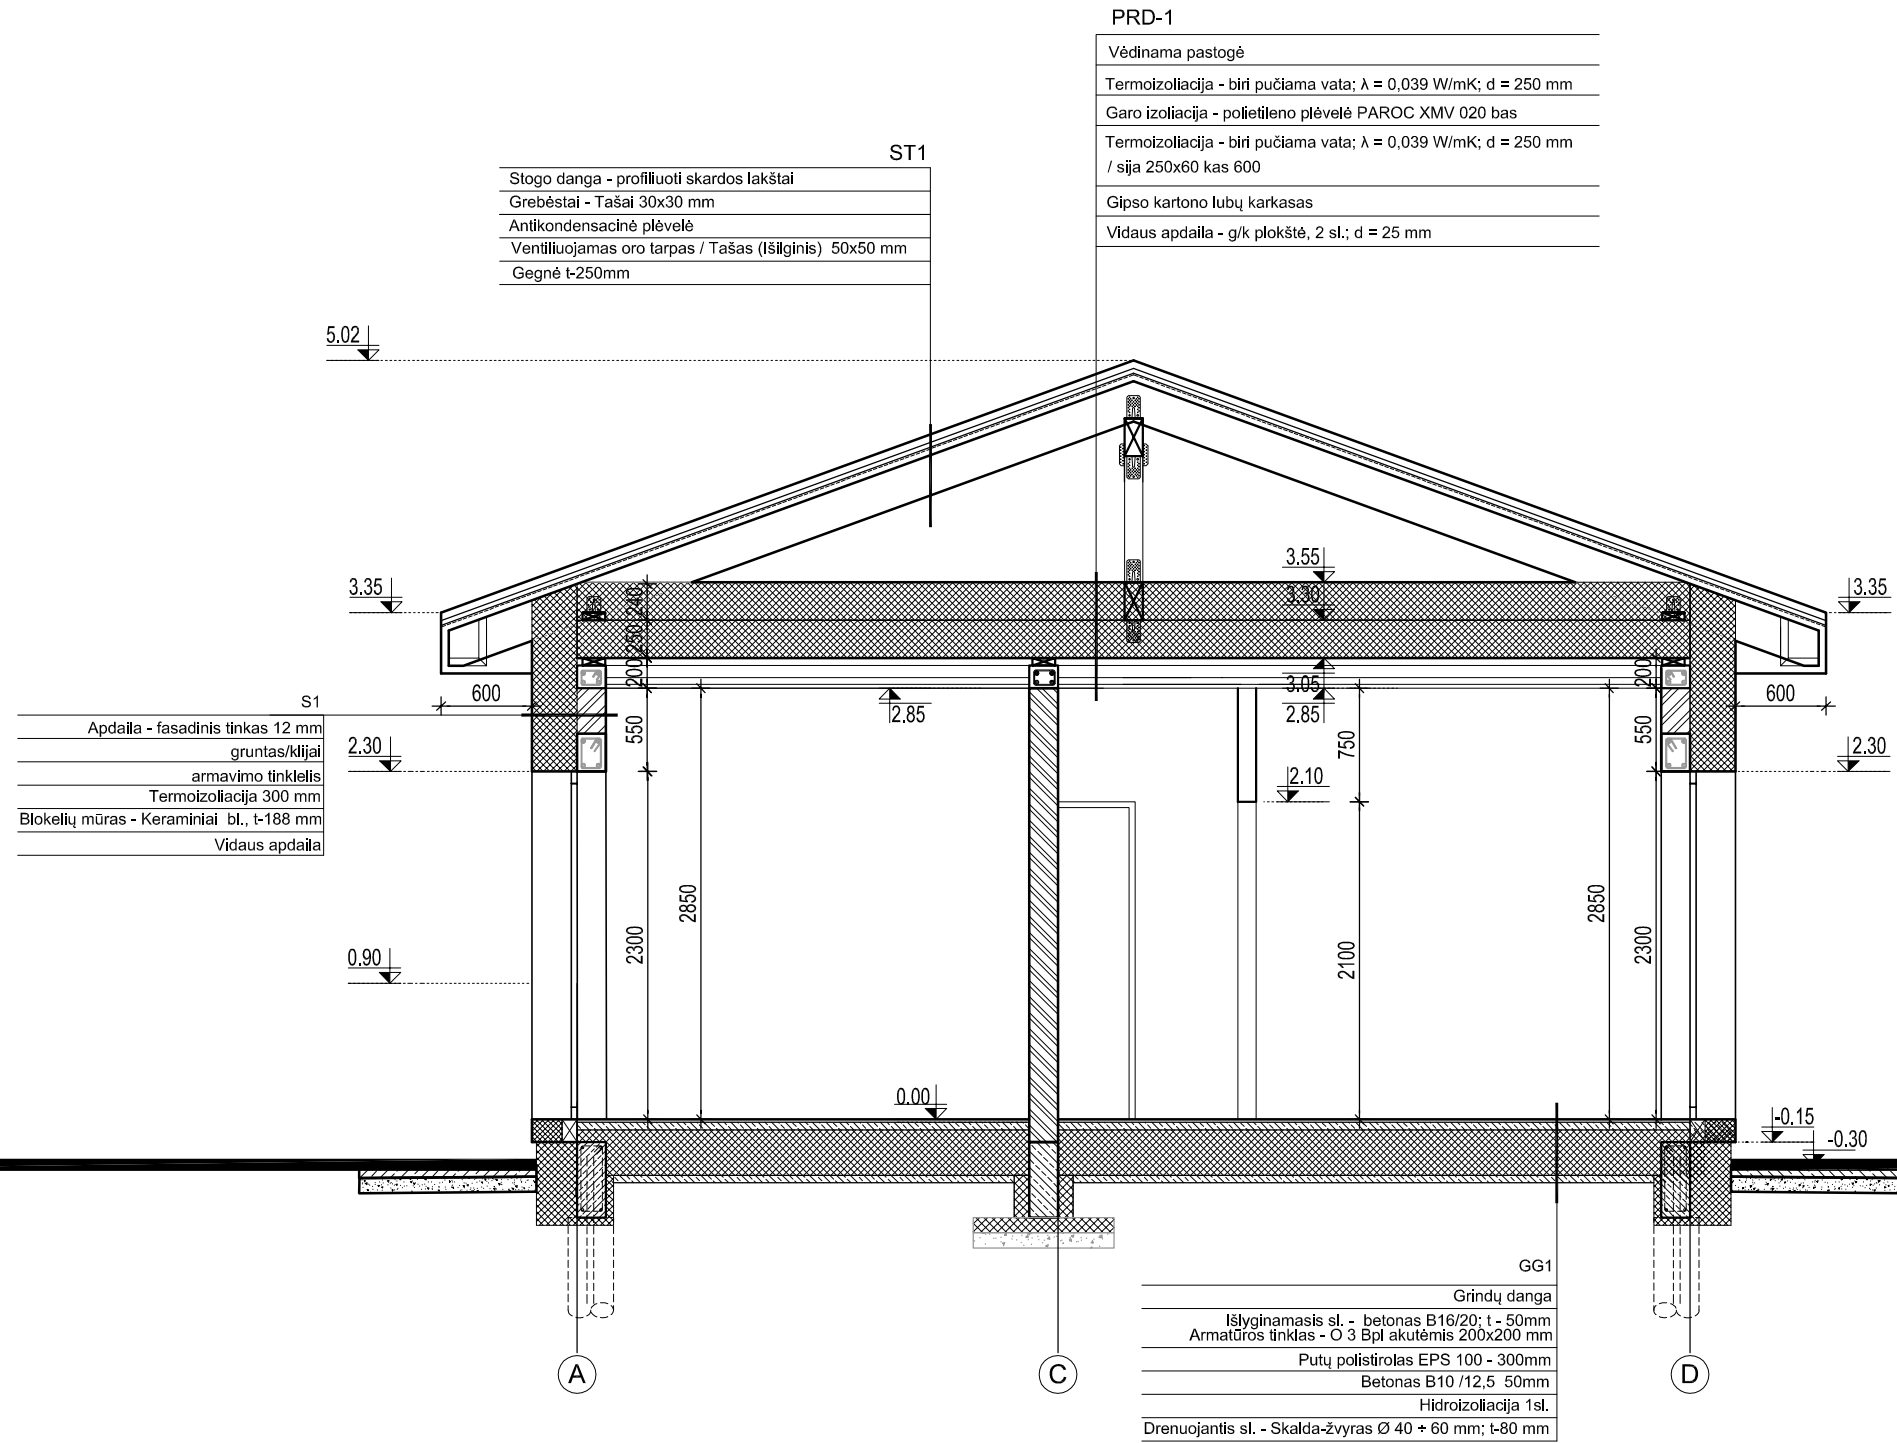 PRD-1
Vėdinama pastogė
Termoizoliacija - biri pučiama vata; λ = 0,039 W/mK; d = 250 mm
Garo izoliacija - polietileno plėvelė PAROC XMV 020 bas
Termoizoliacija - biri pučiama vata; λ = 0,039 W/mK; d = 250 mm
/ sija 250x60 kas 600
Gipso kartono lubų karkasas
Vidaus apdaila - g/k plokštė, 2 sl.; d = 25 mm
ST1
Stogo danga - profiliuoti skardos lakštai
Grebėstai - Tašai 30x30 mm
Antikondensacinė plėvelė
Ventiliuojamas oro tarpas / Tašas (Išilginis) 50x50 mm
Gegnė t-250mm
5.02
3.35
3.55
3.30
3.35
240
250
200
200
3.05
2.85
2.85
600
600
S1
Apdaila - fasadinis tinkas 12 mm
gruntas/klijai
armavimo tinklelis
Termoizoliacija 300 mm
Blokelių mūras - Keraminiai bl., t-188 mm
Vidaus apdaila
2.30
550
750
550
2.30
2.10
2850
2850
2300
2100
2300
0.90
0.00
-0.15
-0.30
GG1
Grindų danga
Išlyginamasis sl. - betonas B16/20; t - 50mm
Armatūros tinklas - O 3 Bpl akutėmis 200x200 mm
Putų polistirolas EPS 100 - 300mm
Betonas B10 /12,5 50mm
Hidroizoliacija 1sl.
Drenuojantis sl. - Skalda-žvyras Ø 40 ÷ 60 mm; t-80 mm
A
C
D